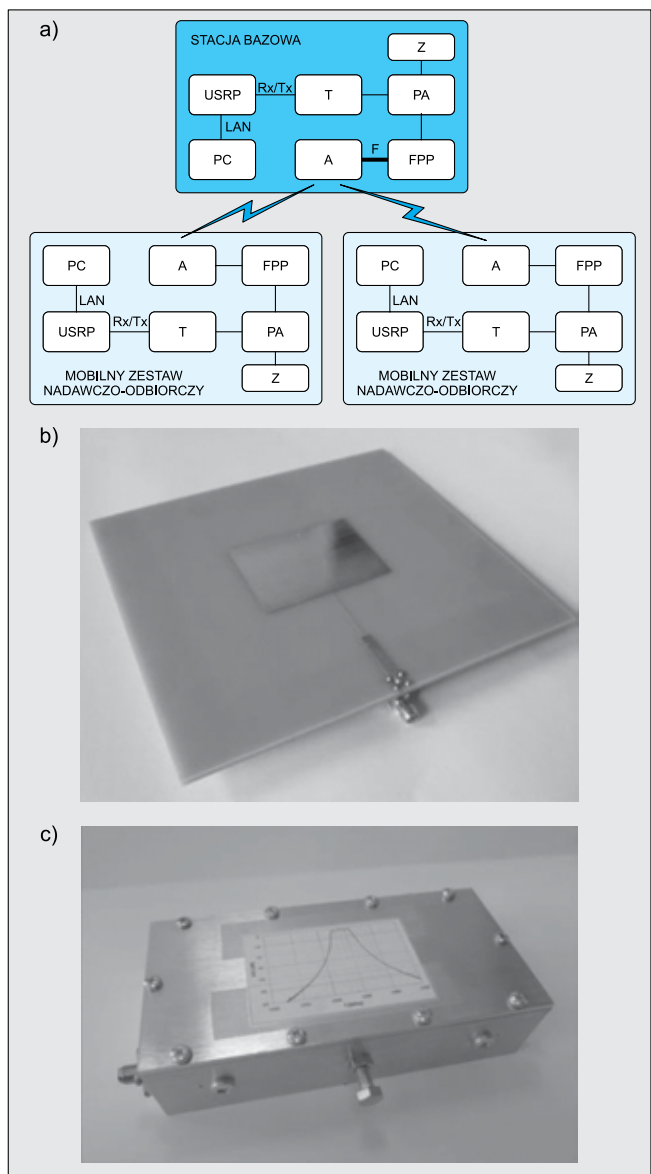 a)
STACJA BAZOWA
Z
USRP
Rx/Tx
T
PA
LAN
F
PC
A
FPP
PC
A
FPP
LAN
USRP
Rx/Tx
T
PA
MOBILNY ZESTAW
NADAWCZO-ODBIORCZY
Z
PC
A
FPP
LAN
USRP
Rx/Tx
T
PA
MOBILNY ZESTAW
NADAWCZO-ODBIORCZY
Z
b)
c)